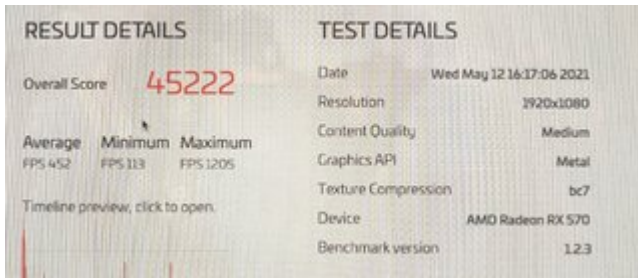 RESULT DETAILS
Overall Score 45222
Average Minimum Maximum
FPS 452 FPS 113 FPS 1205
Timeline preview, click to open.
TEST DETAILS
Date Wed May 12 16:17:06 2021
Resolution 1920x1080
Content Quality Medium
Graphics API Metal
Texture Compression bc7
Device AMD Radeon RX 570
Benchmark version 1.2.3